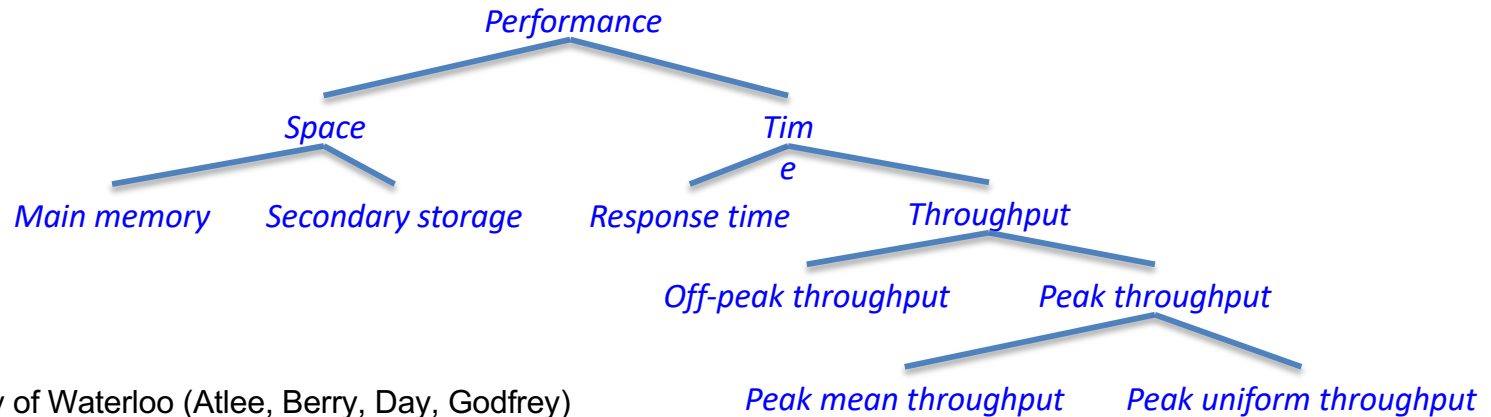 Performance
Space
Tim
e
Main memory
Secondary storage
Response time
Throughput
Off-peak throughput
Peak throughput
y of Waterloo (Atlee, Berry, Day, Godfrey)
Peak mean throughput
Peak uniform throughput